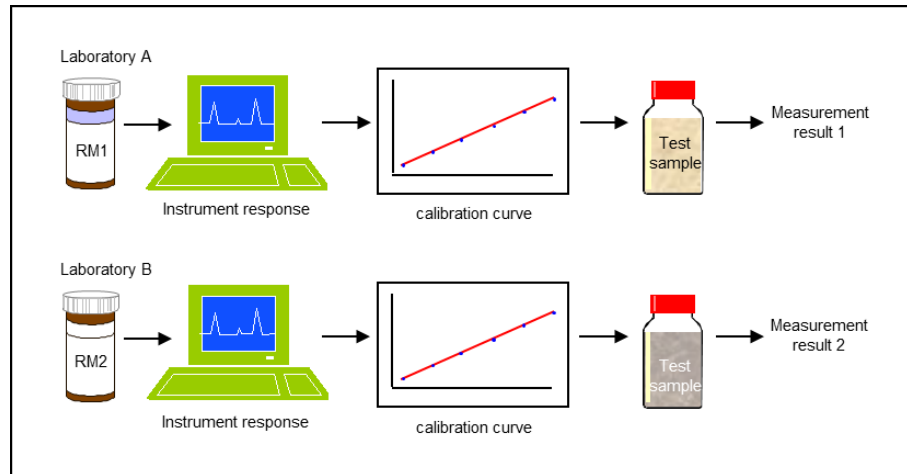 Laboratory A
RM1
Instrument response
calibration curve
Test
sample
Measurement
result 1
Laboratory B
RM2
Instrument response
calibration curve
Test
sample
Measurement
result 2